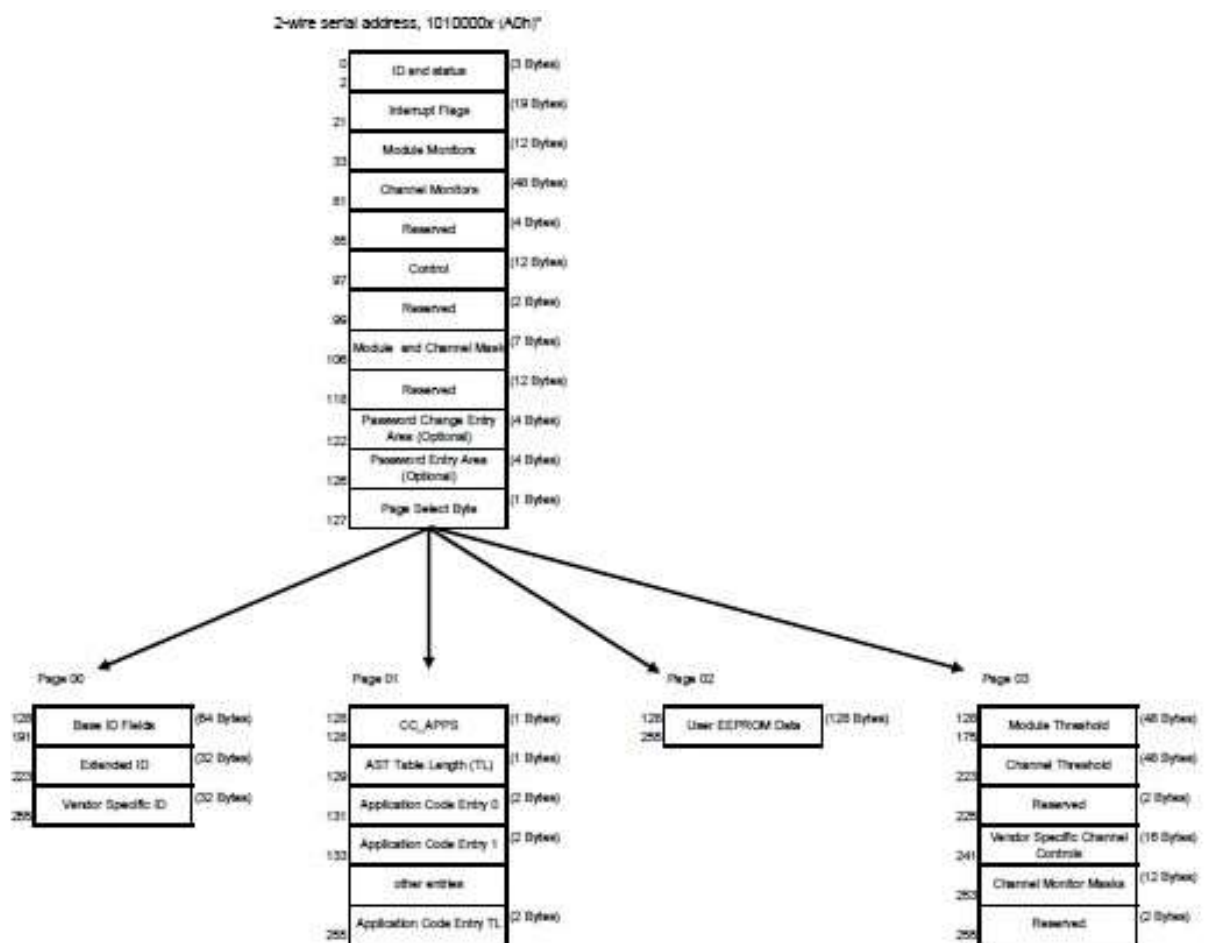 2-wire serial address, 1010000x (A0h)"
0
2
ID and status
(3 Bytes)
21
Interrupt Flags
(19 Bytes)
33
Module Monitors
(12 Bytes)
81
Channel Monitors
(48 Bytes)
85
Reserved
(4 Bytes)
97
Control
(12 Bytes)
99
Reserved
(2 Bytes)
106
Module and Channel Mask
(7 Bytes)
118
Reserved
(12 Bytes)
122
Password Change Entry
Area (Optional)
(4 Bytes)
126
Password Entry Area
(Optional)
(4 Bytes)
127
Page Select Byte
(1 Bytes)
Page 00
128
191
Base ID Fields
(64 Bytes)
223
Extended ID
(32 Bytes)
255
Vendor Specific ID
(32 Bytes)
Page 01
128
128
CC_APPS
(1 Bytes)
129
AST Table Length (TL)
(1 Bytes)
131
Application Code Entry 0
(2 Bytes)
133
Application Code Entry 1
(2 Bytes)
other entries
255
Application Code Entry TL
(2 Bytes)
Page 02
128
255
User EEPROM Data
(128 Bytes)
Page 03
128
175
Module Threshold
(48 Bytes)
223
Channel Threshold
(48 Bytes)
225
Reserved
(2 Bytes)
241
Vendor Specific Channel
Controls
(16 Bytes)
253
Channel Monitor Masks
(12 Bytes)
255
Reserved
(2 Bytes)